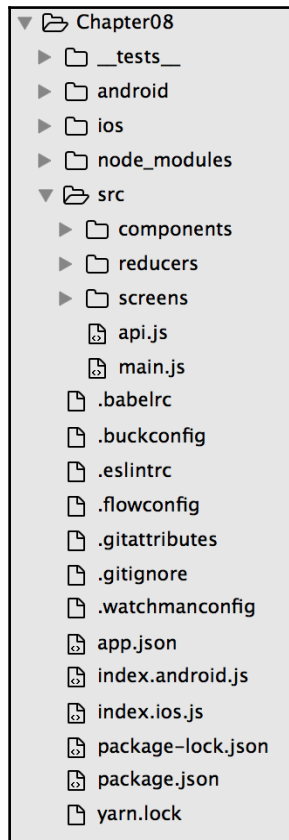 Chapter08
__tests__
android
ios
node_modules
src
components
reducers
screens
api.js
main.js
.babelrc
.buckconfig
.eslintrc
.flowconfig
.gitattributes
.gitignore
.watchmanconfig
app.json
index.android.js
index.ios.js
package-lock.json
package.json
yarn.lock